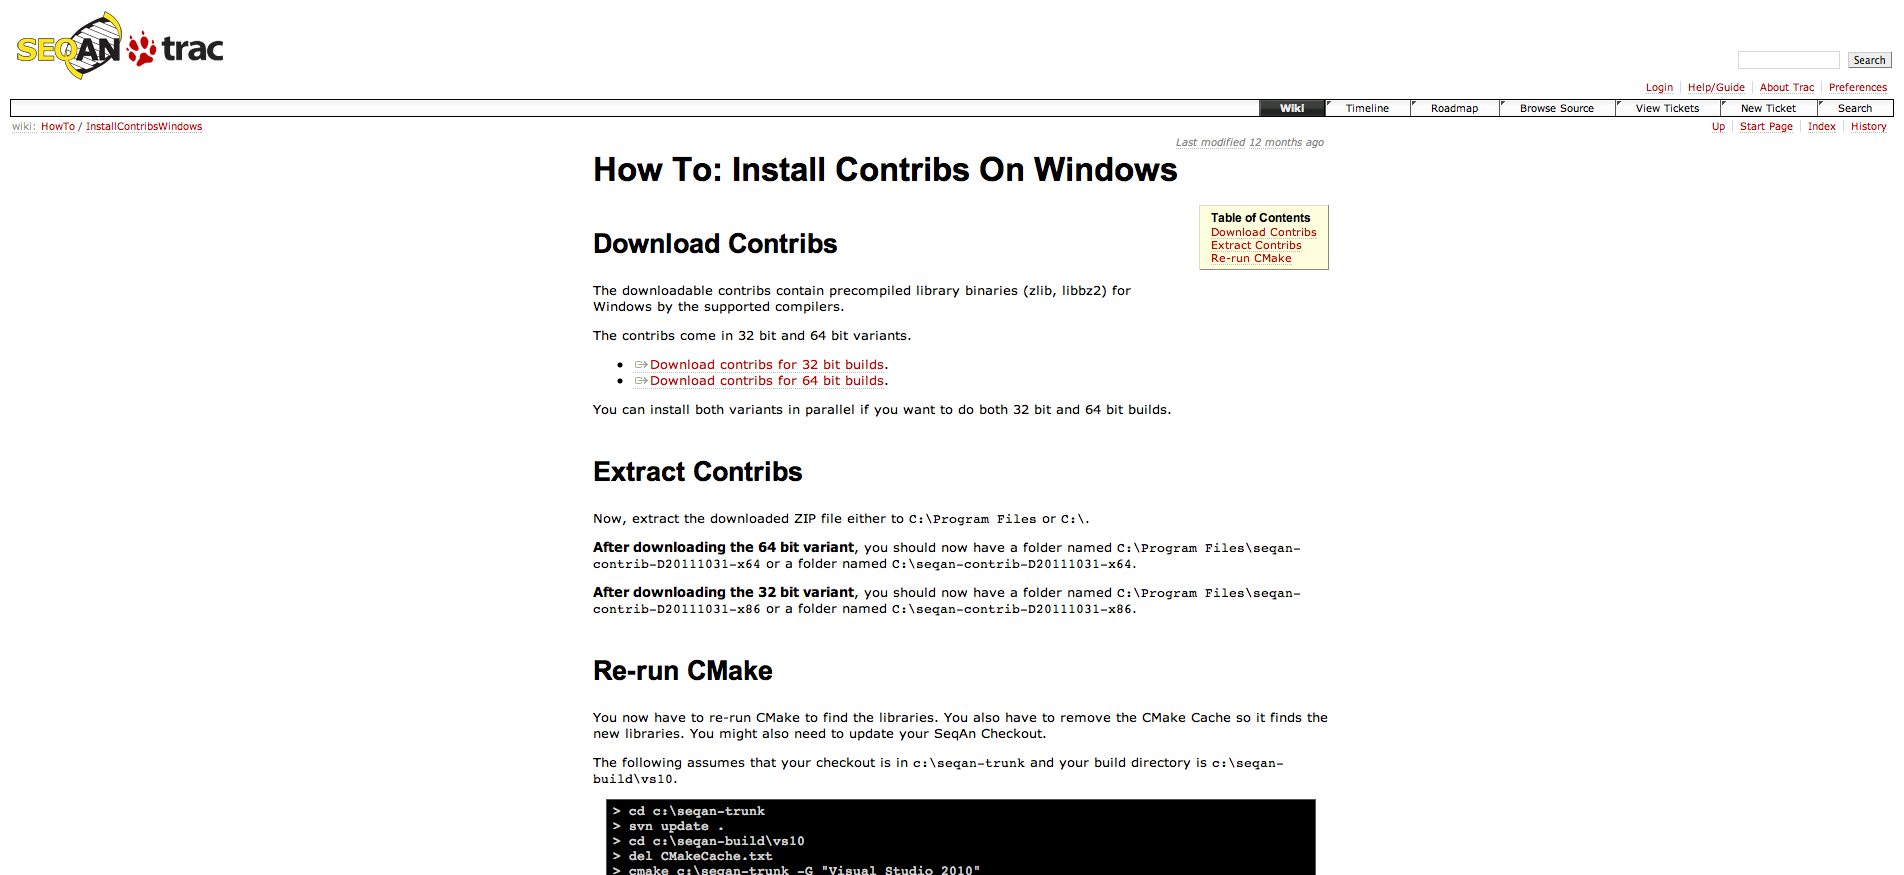 SEQAN trac
Search
Login Help/Guide About Trac Preferences
Wiki Timeline Roadmap Browse Source View Tickets New Ticket Search
wiki: HowTo / InstallContribsWindows
Up Start Page Index History
Last modified 12 months ago
How To: Install Contribs On Windows
Table of Contents
Download Contribs
Extract Contribs
Re-run CMake
Download Contribs
The downloadable contribs contain precompiled library binaries (zlib, libbz2) for
Windows by the supported compilers.
The contribs come in 32 bit and 64 bit variants.
Download contribs for 32 bit builds.
Download contribs for 64 bit builds.
You can install both variants in parallel if you want to do both 32 bit and 64 bit builds.
Extract Contribs
Now, extract the downloaded ZIP file either to C:\Program Files or C:\.
After downloading the 64 bit variant, you should now have a folder named C:\Program Files\seqan-
contrib-D20111031-x64 or a folder named C:\seqan-contrib-D20111031-x64.
After downloading the 32 bit variant, you should now have a folder named C:\Program Files\seqan-
contrib-D20111031-x86 or a folder named C:\seqan-contrib-D20111031-x86.
Re-run CMake
You now have to re-run CMake to find the libraries. You also have to remove the CMake Cache so it finds the
new libraries. You might also need to update your SeqAn Checkout.
The following assumes that your checkout is in c:\seqan-trunk and your build directory is c:\seqan-
build\vs10.
> cd c:\seqan-trunk
> svn update .
> cd c:\seqan-build\vs10
> del CMakeCache.txt
> cmake c:\seqan-trunk -G "Visual Studio 2010"